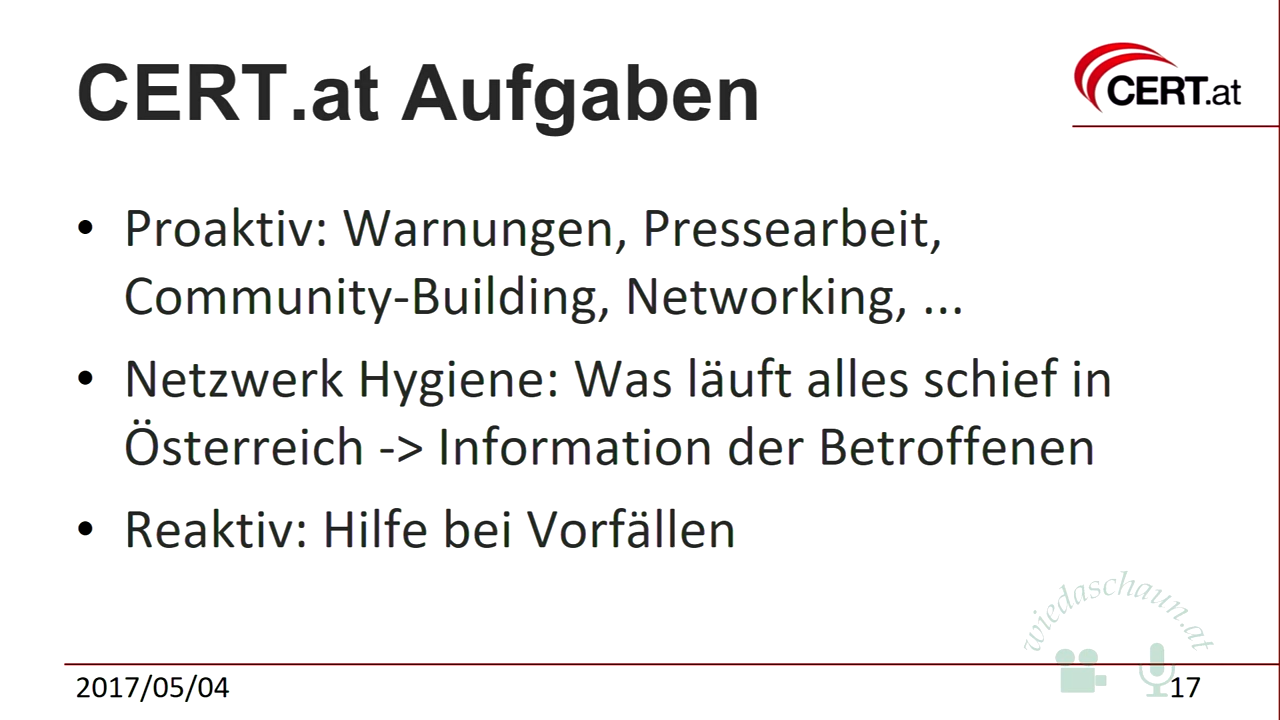 CERT.at Aufgaben
CERT.at
• Proaktiv: Warnungen, Pressearbeit,
Community-Building, Networking, ...
• Netzwerk Hygiene: Was läuft alles schief in
Österreich -> Information der Betroffenen
• Reaktiv: Hilfe bei Vorfällen
wiedaschaun.at
2017/05/04
17